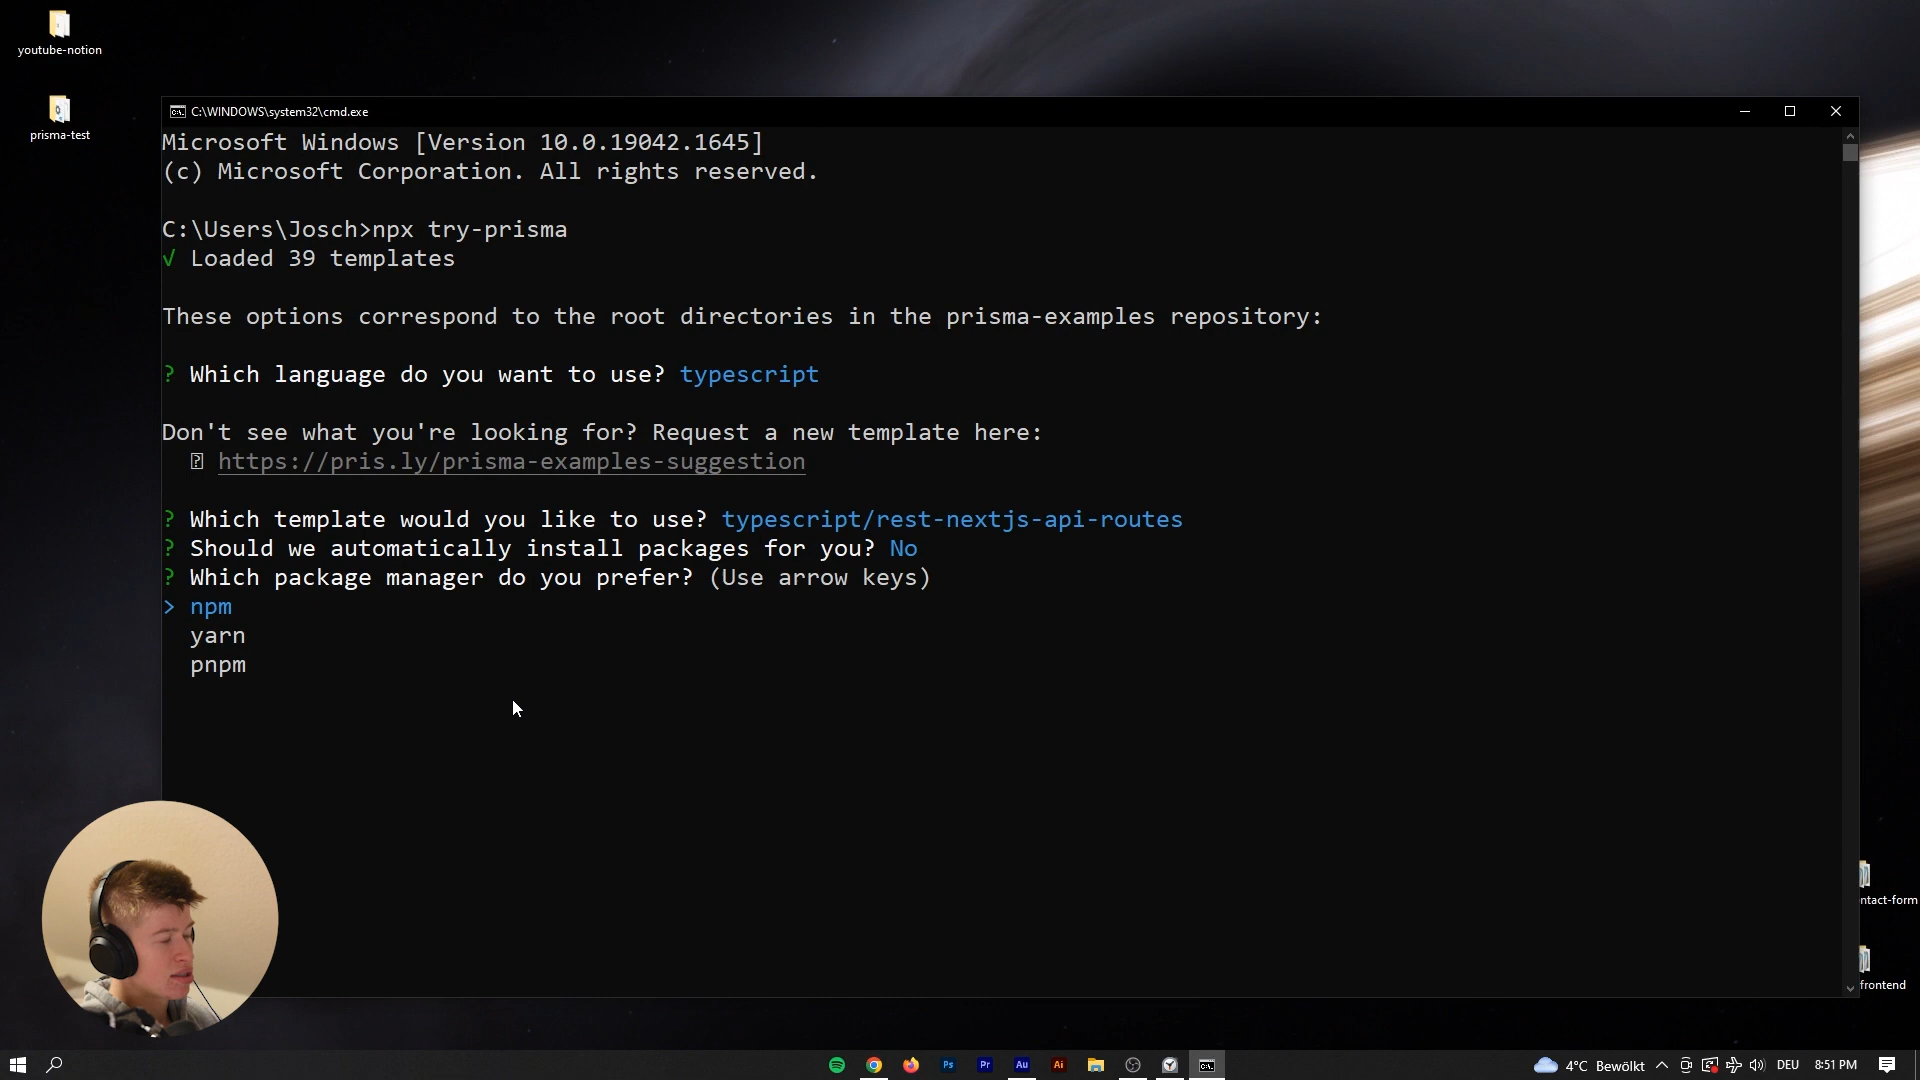 youtube-notion
prisma-test
C:\WINDOWS\system32\cmd.exe
Microsoft Windows [Version 10.0.19042.1645]
(c) Microsoft Corporation. All rights reserved.
C:\Users\Josch>npx try-prisma
√ Loaded 39 templates
These options correspond to the root directories in the prisma-examples repository:
? Which language do you want to use? typescript
Don't see what you're looking for? Request a new template here:
https://pris.ly/prisma-examples-suggestion
? Which template would you like to use? typescript/rest-nextjs-api-routes
? Should we automatically install packages for you? No
? Which package manager do you prefer? (Use arrow keys)
> npm
yarn
pnpm
ntact-form
frontend
Ps
Pr
Au
Ai
4°C Bewölkt
DEU
8:51 PM